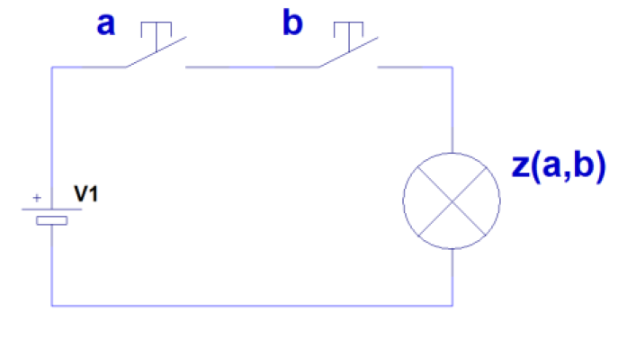 a b
z(a,b)
+ V1